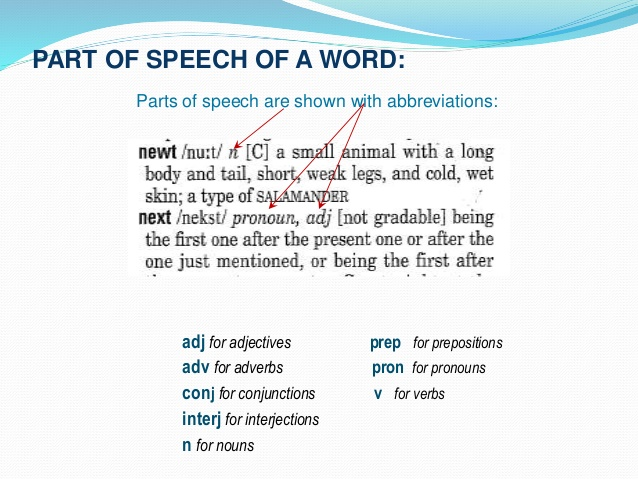 PART OF SPEECH OF A WORD:
Parts of speech are shown with abbreviations:
newt /nuːt/ n [C] a small animal with a long
body and tail, short, weak legs, and cold, wet
skin; a type of SALAMANDER
next /nekst/ pronoun, adj [not gradable] being
the first one after the present one or after the
one just mentioned, or being the first after
adj for adjectives
adv for adverbs
conj for conjunctions
interj for interjections
n for nouns
prep for prepositions
pron for pronouns
v for verbs